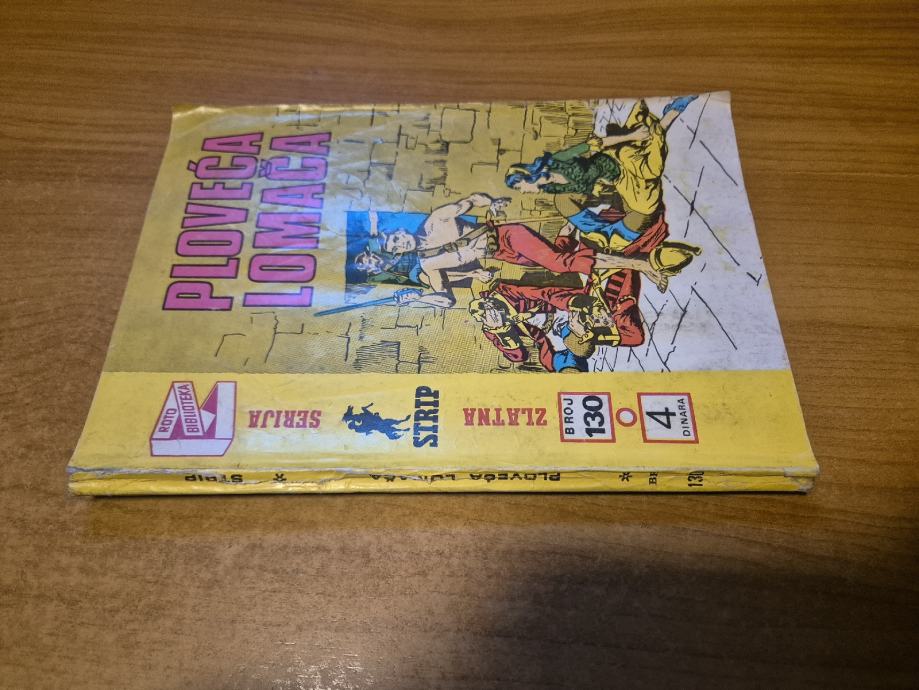 PLOVEĆA
LOMAČA
ROTO
BIBLIOTEKA
ZLATNA
SERIJA
STRIP
BROJ
130
4
DINARA
STRIP * PLOVEĆA LOMAČA * 130